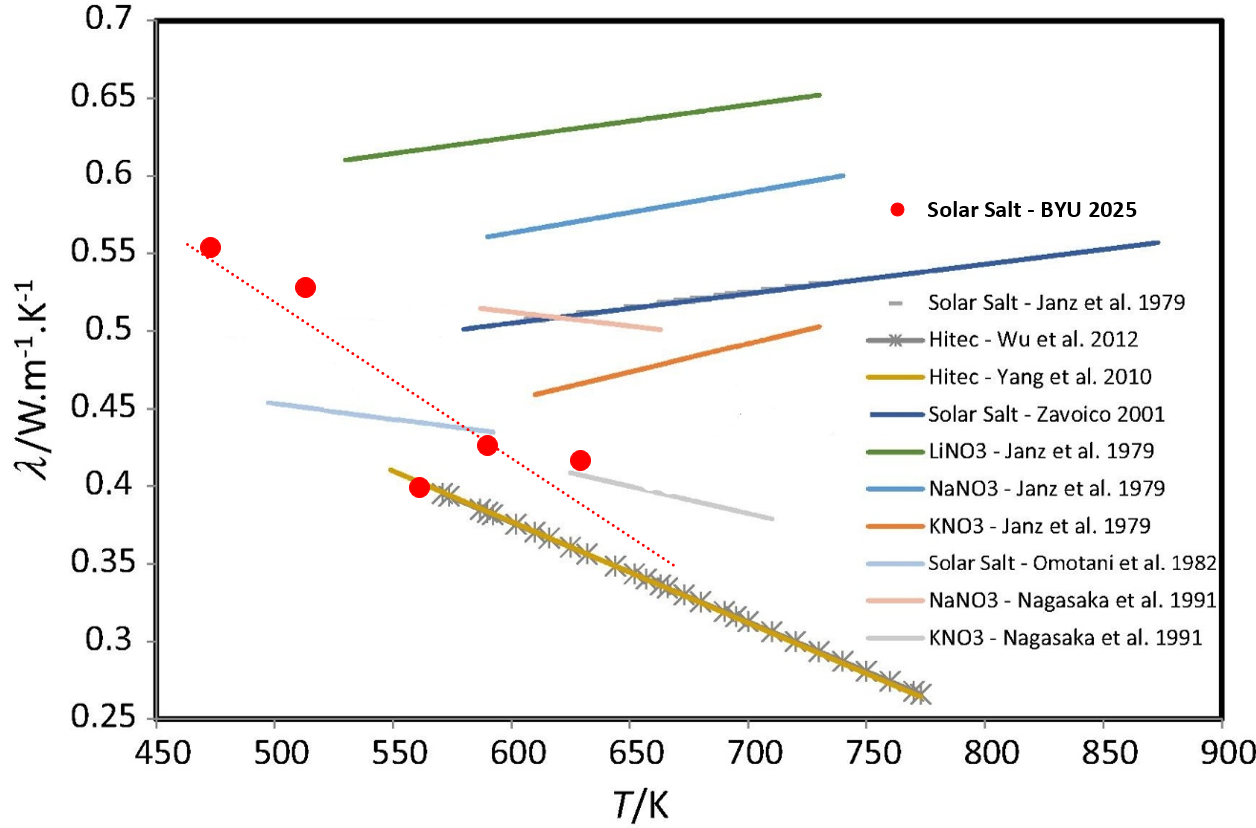 0.7
0.65
0.6
0.55
0.5
0.45
0.4
0.35
0.3
0.25
λ/W.m-1.K-1
450 500 550 600 650 700 750 800 850 900
T/K
Solar Salt - BYU 2025
Solar Salt - Janz et al. 1979
Hitec - Wu et al. 2012
Hitec - Yang et al. 2010
Solar Salt - Zavoico 2001
LiNO3 - Janz et al. 1979
NaNO3 - Janz et al. 1979
KNO3 - Janz et al. 1979
Solar Salt - Omotani et al. 1982
NaNO3 - Nagasaka et al. 1991
KNO3 - Nagasaka et al. 1991